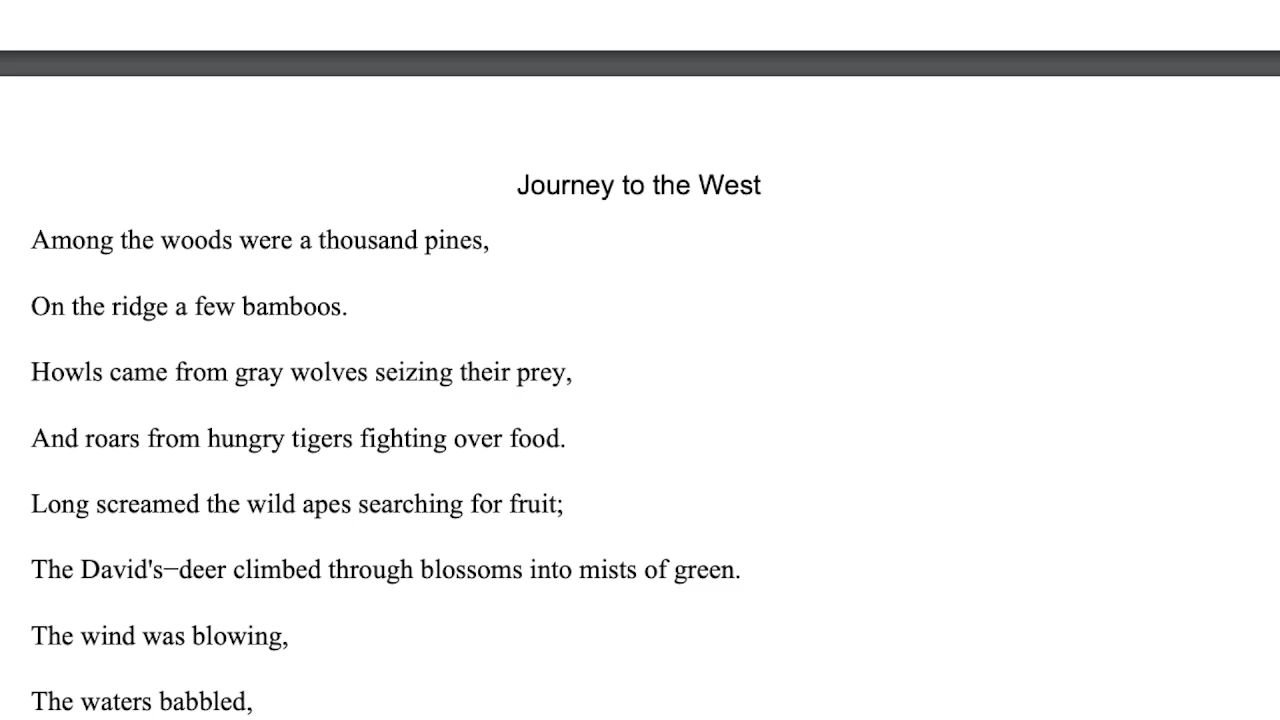 Journey to the West
Among the woods were a thousand pines,
On the ridge a few bamboos.
Howls came from gray wolves seizing their prey,
And roars from hungry tigers fighting over food.
Long screamed the wild apes searching for fruit;
The David's−deer climbed through blossoms into mists of green.
The wind was blowing,
The waters babbled,